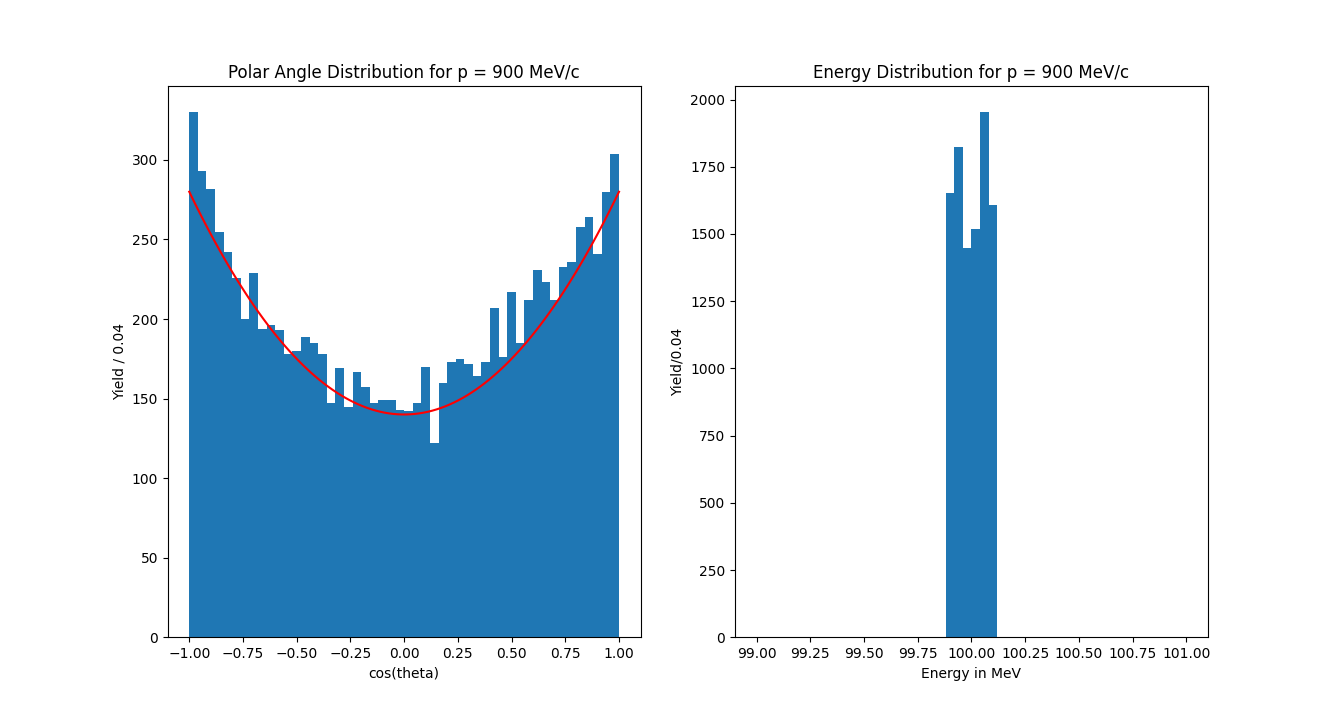 Polar Angle Distribution for p = 900 MeV/c
Yield / 0.04
300
250
200
150
100
50
0
−1.00 −0.75 −0.50 −0.25 0.00 0.25 0.50 0.75 1.00
cos(theta)
Energy Distribution for p = 900 MeV/c
Yield/0.04
2000
1750
1500
1250
1000
750
500
250
0
99.00 99.25 99.50 99.75 100.00 100.25 100.50 100.75 101.00
Energy in MeV